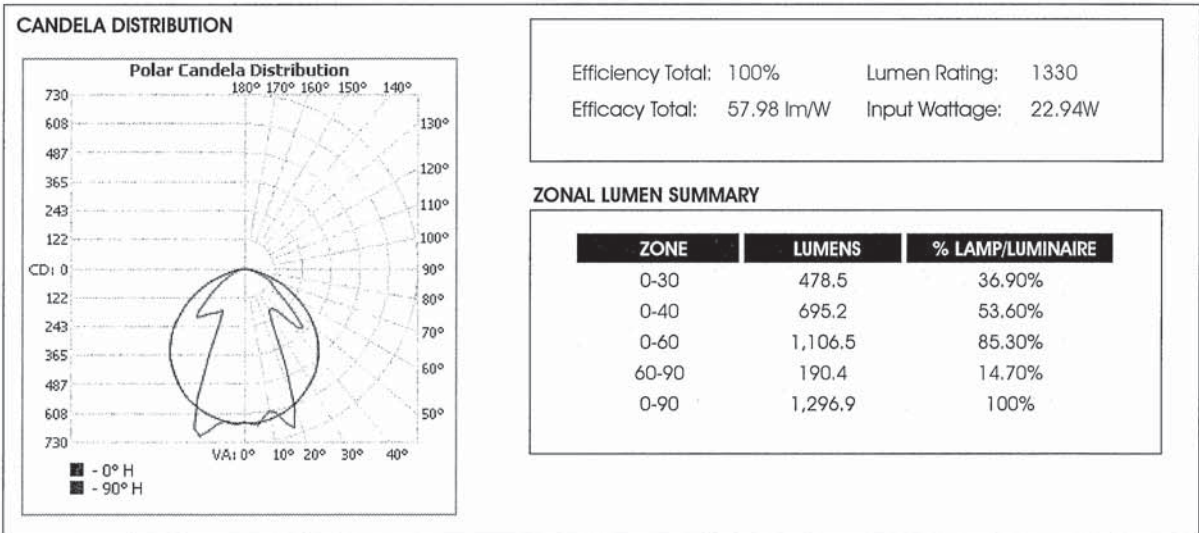 CANDELA DISTRIBUTION
Polar Candela Distribution
180° 170° 160° 150° 140°
730
608
487
365
243
122
CD: 0
122
243
365
487
608
730
130°
120°
110°
100°
90°
80°
70°
60°
50°
VA: 0° 10° 20° 30° 40°
- 0° H
- 90° H
Efficiency Total: 100% Lumen Rating: 1330
Efficacy Total: 57.98 lm/W Input Wattage: 22.94W
ZONAL LUMEN SUMMARY
ZONE LUMENS % LAMP/LUMINAIRE
0-30 478.5 36.90%
0-40 695.2 53.60%
0-60 1,106.5 85.30%
60-90 190.4 14.70%
0-90 1,296.9 100%